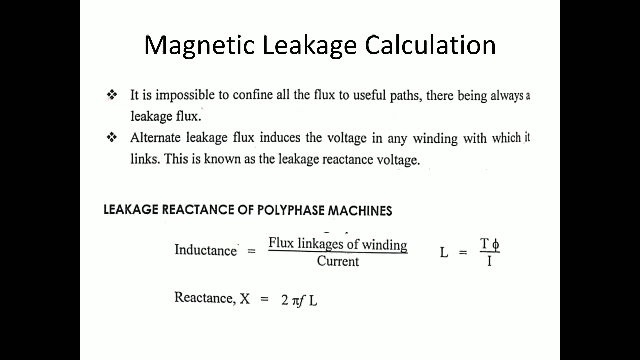 Magnetic Leakage Calculation
❖ It is impossible to confine all the flux to useful paths, there being always a
leakage flux.
❖ Alternate leakage flux induces the voltage in any winding with which it
links. This is known as the leakage reactance voltage.
LEAKAGE REACTANCE OF POLYPHASE MACHINES
Inductance = Flux linkages of winding / Current L = T ϕ / I
Reactance, X = 2 πf L